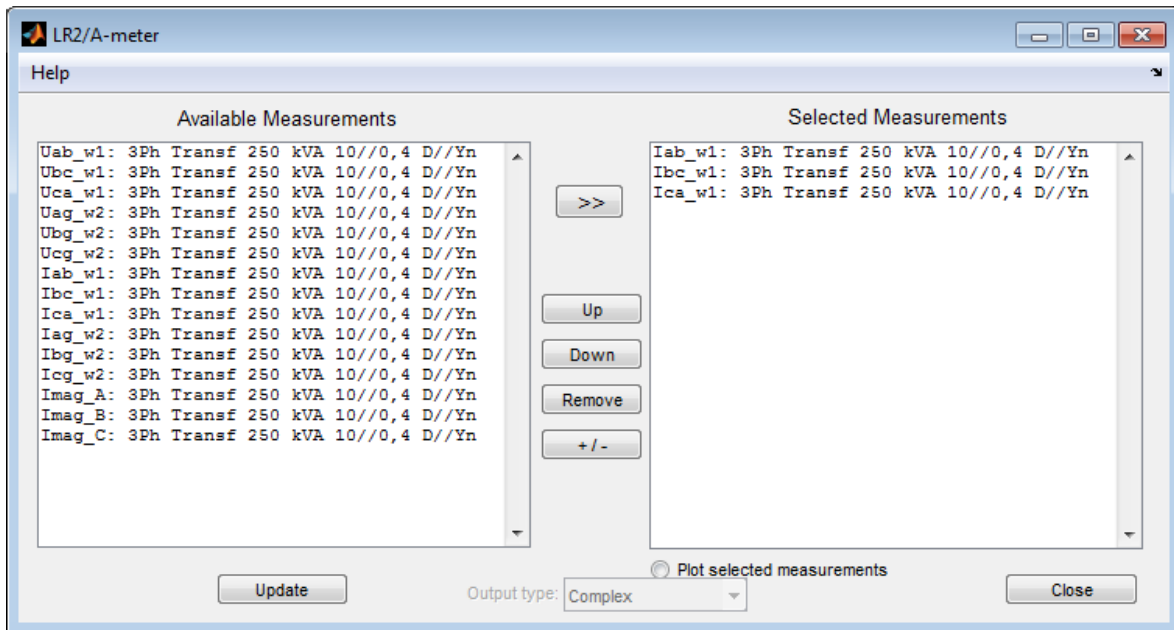 LR2/A-meter
Help
Available Measurements
Uab_w1: 3Ph Transf 250 kVA 10//0,4 D//Yn
Ubc_w1: 3Ph Transf 250 kVA 10//0,4 D//Yn
Uca_w1: 3Ph Transf 250 kVA 10//0,4 D//Yn
Uag_w2: 3Ph Transf 250 kVA 10//0,4 D//Yn
Ubg_w2: 3Ph Transf 250 kVA 10//0,4 D//Yn
Ucg_w2: 3Ph Transf 250 kVA 10//0,4 D//Yn
Iab_w1: 3Ph Transf 250 kVA 10//0,4 D//Yn
Ibc_w1: 3Ph Transf 250 kVA 10//0,4 D//Yn
Ica_w1: 3Ph Transf 250 kVA 10//0,4 D//Yn
Iag_w2: 3Ph Transf 250 kVA 10//0,4 D//Yn
Ibg_w2: 3Ph Transf 250 kVA 10//0,4 D//Yn
Icg_w2: 3Ph Transf 250 kVA 10//0,4 D//Yn
Imag_A: 3Ph Transf 250 kVA 10//0,4 D//Yn
Imag_B: 3Ph Transf 250 kVA 10//0,4 D//Yn
Imag_C: 3Ph Transf 250 kVA 10//0,4 D//Yn
>>
Up
Down
Remove
+ / -
Selected Measurements
Iab_w1: 3Ph Transf 250 kVA 10//0,4 D//Yn
Ibc_w1: 3Ph Transf 250 kVA 10//0,4 D//Yn
Ica_w1: 3Ph Transf 250 kVA 10//0,4 D//Yn
Plot selected measurements
Update
Output type: Complex
Close